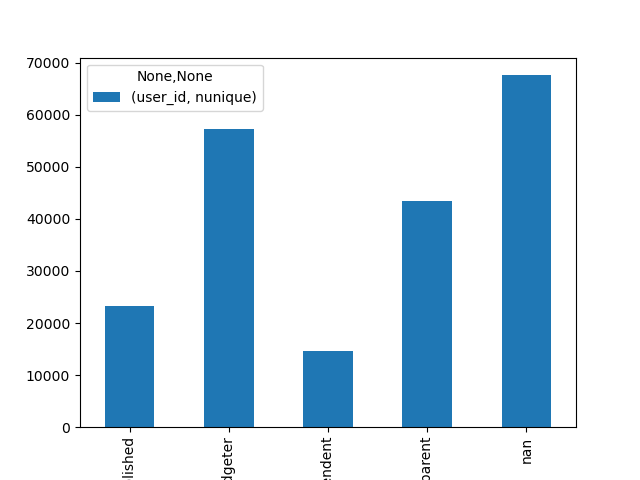 70000
60000
50000
40000
30000
20000
10000
0
None,None
(user_id, nunique)
lished
dgeter
endent
parent
nan